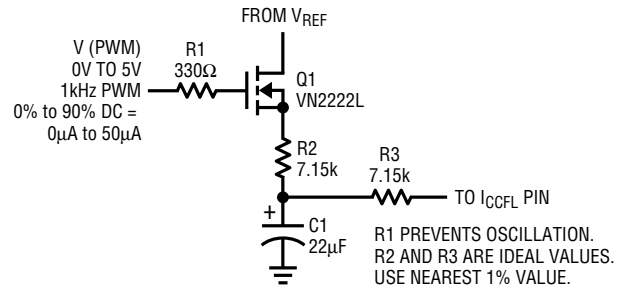 FROM VREF
V (PWM)
0V TO 5V
1kHz PWM
0% to 90% DC =
0µA to 50µA
R1
330Ω
Q1
VN2222L
R2
7.15k
R3
7.15k
TO ICCFL PIN
+
C1
22µF
R1 PREVENTS OSCILLATION.
R2 AND R3 ARE IDEAL VALUES.
USE NEAREST 1% VALUE.